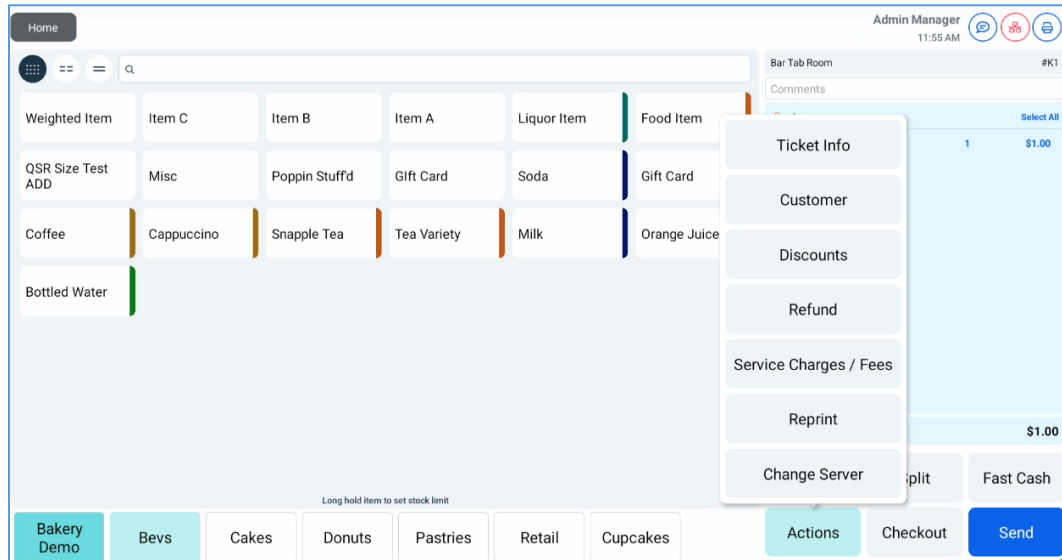 Home
Admin Manager
11:55 AM
Bar Tab Room
#K1
Comments
Weighted Item
Item C
Item B
Item A
Liquor Item
Food Item
Select All
1
$1.00
QSR Size Test
ADD
Misc
Poppin Stuff'd
GIft Card
Soda
Gift Card
Coffee
Cappuccino
Snapple Tea
Tea Variety
Milk
Orange Juice
Bottled Water
Ticket Info
Customer
Discounts
Refund
Service Charges / Fees
Reprint
Change Server
$1.00
Fast Cash
Long hold item to set stock limit
Bakery
Demo
Bevs
Cakes
Donuts
Pastries
Retail
Cupcakes
Actions
Checkout
Send